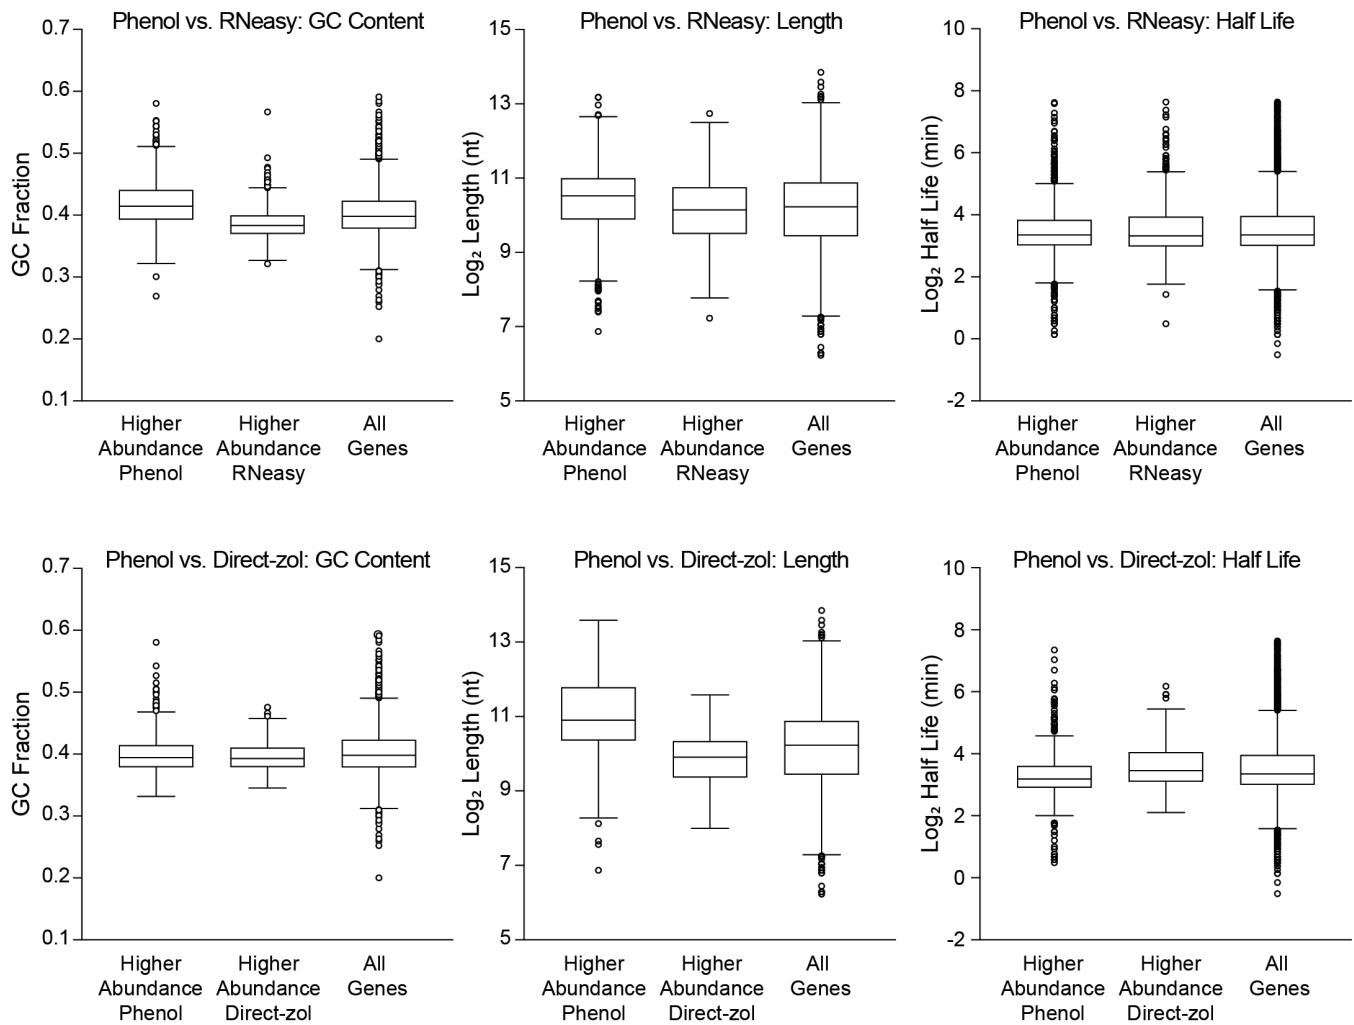 Phenol vs. RNeasy: GC Content
GC Fraction
0.7
0.6
0.5
0.4
0.3
0.2
0.1
Higher Abundance Phenol
Higher Abundance RNeasy
All Genes
Phenol vs. RNeasy: Length
Log₂ Length (nt)
15
13
11
9
7
5
Higher Abundance Phenol
Higher Abundance RNeasy
All Genes
Phenol vs. RNeasy: Half Life
Log₂ Half Life (min)
10
8
6
4
2
0
-2
Higher Abundance Phenol
Higher Abundance RNeasy
All Genes
Phenol vs. Direct-zol: GC Content
GC Fraction
0.7
0.6
0.5
0.4
0.3
0.2
0.1
Higher Abundance Phenol
Higher Abundance Direct-zol
All Genes
Phenol vs. Direct-zol: Length
Log₂ Length (nt)
15
13
11
9
7
5
Higher Abundance Phenol
Higher Abundance Direct-zol
All Genes
Phenol vs. Direct-zol: Half Life
Log₂ Half Life (min)
10
8
6
4
2
0
-2
Higher Abundance Phenol
Higher Abundance Direct-zol
All Genes